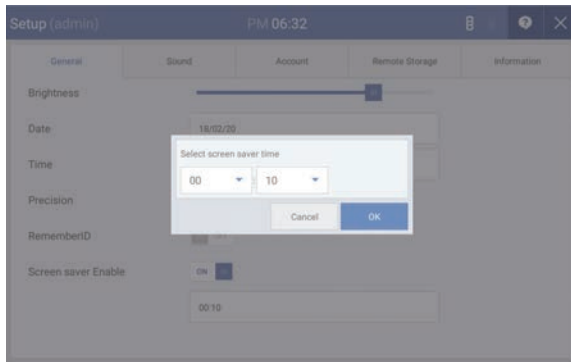 Setup (admin) PM 06:32
General Sound Account Remote Storage Information
Brightness
Date 18/02/20
Select screen saver time
Time
00 10
Precision
Cancel OK
RememberID
Screen saver Enable ON
00:10